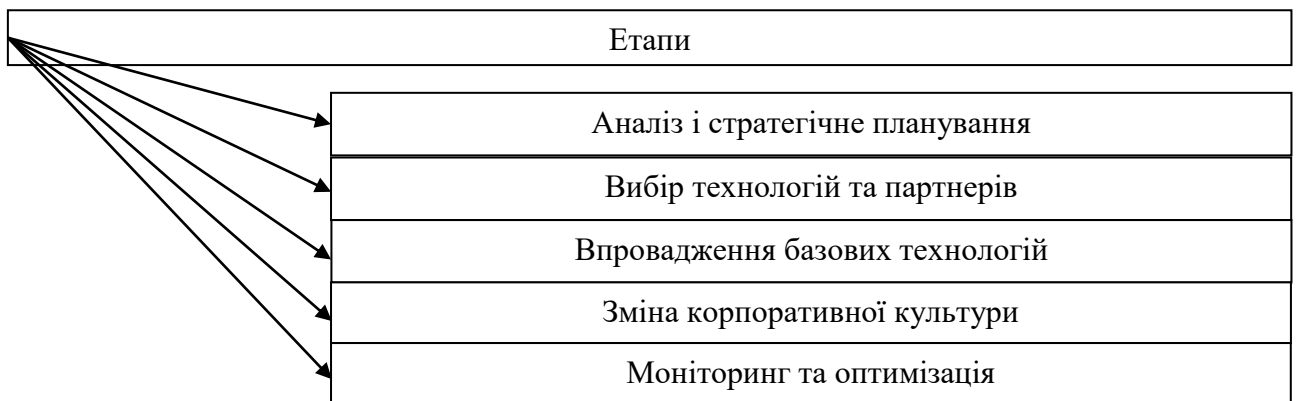 Етапи
Аналіз і стратегічне планування
Вибір технологій та партнерів
Впровадження базових технологій
Зміна корпоративної культури
Моніторинг та оптимізація